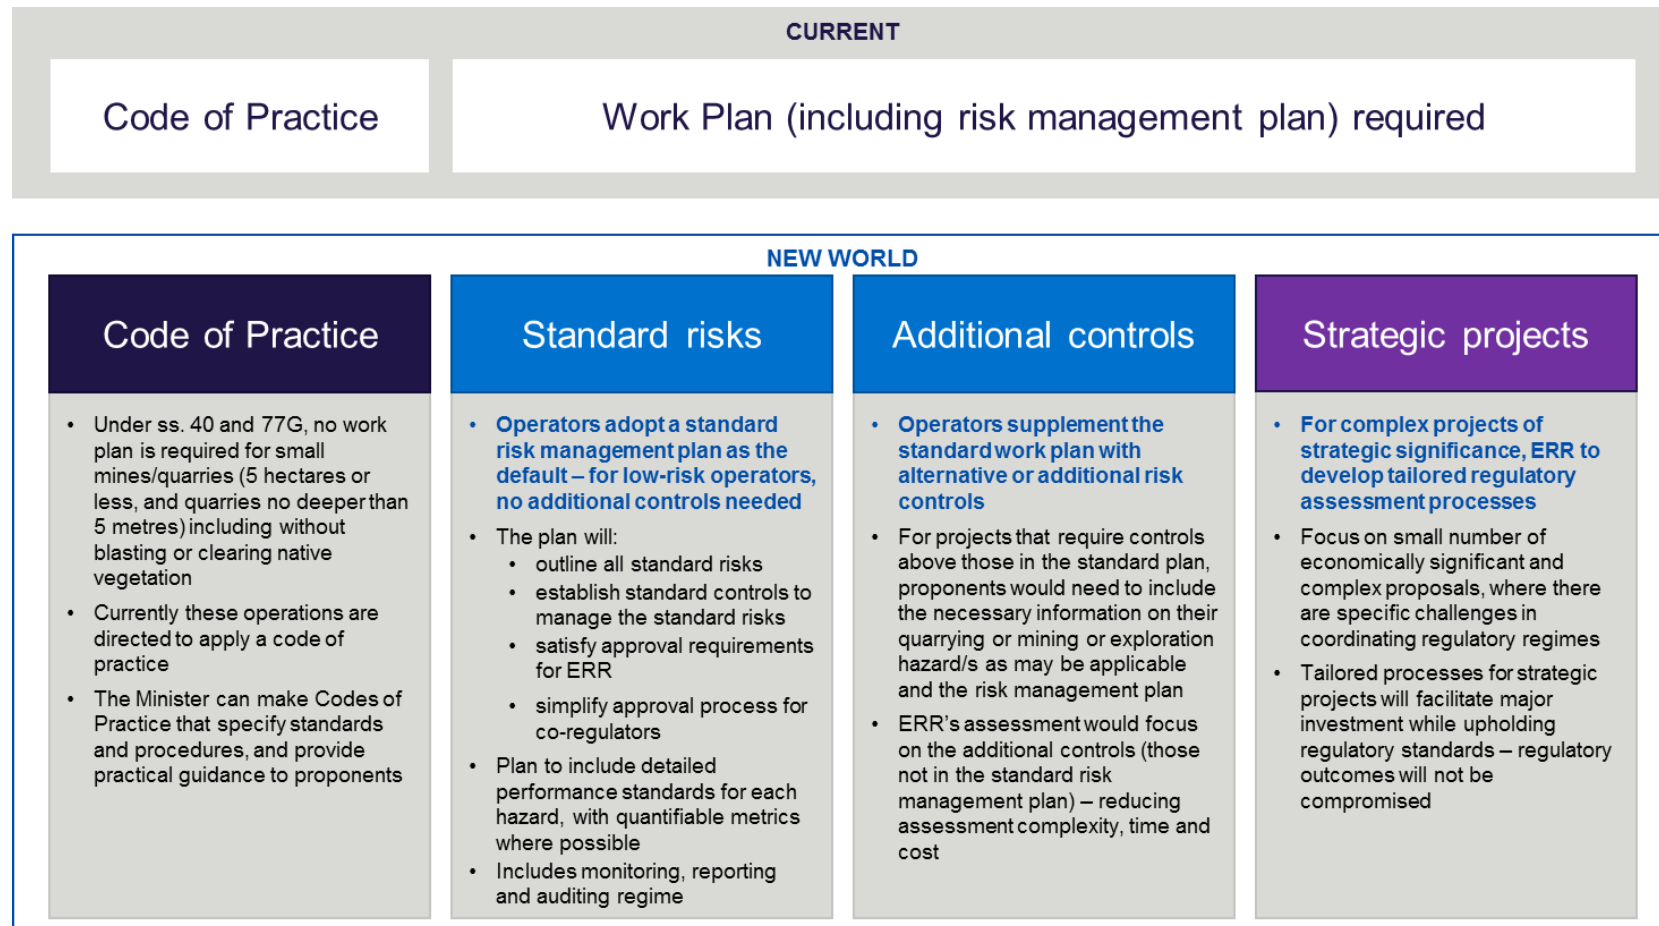 CURRENT
Code of Practice
Work Plan (including risk management plan) required
NEW WORLD
Code of Practice
• Under ss. 40 and 77G, no work
plan is required for small
mines/quarries (5 hectares or
less, and quarries no deeper than
5 metres) including without
blasting or clearing native
vegetation
• Currently these operations are
directed to apply a code of
practice
• The Minister can make Codes of
Practice that specify standards
and procedures, and provide
practical guidance to proponents
Standard risks
• Operators adopt a standard
risk management plan as the
default – for low-risk operators,
no additional controls needed
• The plan will:
• outline all standard risks
• establish standard controls to
manage the standard risks
• satisfy approval requirements
for ERR
• simplify approval process for
co-regulators
• Plan to include detailed
performance standards for each
hazard, with quantifiable metrics
where possible
• Includes monitoring, reporting
and auditing regime
Additional controls
• Operators supplement the
standard work plan with
alternative or additional risk
controls
• For projects that require controls
above those in the standard plan,
proponents would need to include
the necessary information on their
quarrying or mining or exploration
hazard/s as may be applicable
and the risk management plan
• ERR's assessment would focus
on the additional controls (those
not in the standard risk
management plan) – reducing
assessment complexity, time and
cost
Strategic projects
• For complex projects of
strategic significance, ERR to
develop tailored regulatory
assessment processes
• Focus on small number of
economically significant and
complex proposals, where there
are specific challenges in
coordinating regulatory regimes
• Tailored processes for strategic
projects will facilitate major
investment while upholding
regulatory standards – regulatory
outcomes will not be
compromised